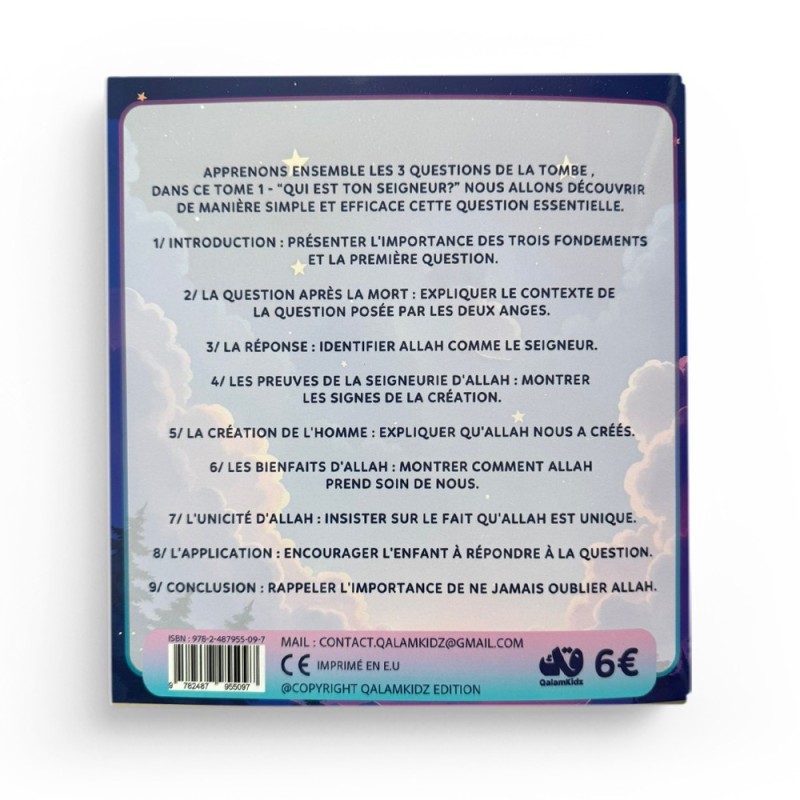 APPRENONS ENSEMBLE LES 3 QUESTIONS DE LA TOMBE ,
DANS CE TOME 1 - "QUI EST TON SEIGNEUR?" NOUS ALLONS DÉCOUVRIR
DE MANIÈRE SIMPLE ET EFFICACE CETTE QUESTION ESSENTIELLE.
1/ INTRODUCTION : PRÉSENTER L'IMPORTANCE DES TROIS FONDEMENTS
ET LA PREMIÈRE QUESTION.
2/ LA QUESTION APRÈS LA MORT : EXPLIQUER LE CONTEXTE DE
LA QUESTION POSÉE PAR LES DEUX ANGES.
3/ LA RÉPONSE : IDENTIFIER ALLAH COMME LE SEIGNEUR.
4/ LES PREUVES DE LA SEIGNEURIE D'ALLAH : MONTRER
LES SIGNES DE LA CRÉATION.
5/ LA CRÉATION DE L'HOMME : EXPLIQUER QU'ALLAH NOUS A CRÉÉS.
6/ LES BIENFAITS D'ALLAH : MONTRER COMMENT ALLAH
PREND SOIN DE NOUS.
7/ L'UNICITÉ D'ALLAH : INSISTER SUR LE FAIT QU'ALLAH EST UNIQUE.
8/ L'APPLICATION : ENCOURAGER L'ENFANT À RÉPONDRE À LA QUESTION.
9/ CONCLUSION : RAPPELER L'IMPORTANCE DE NE JAMAIS OUBLIER ALLAH.
ISBN : 978-2-487955-09-7
9 782487 955097
MAIL : CONTACT.QALAMKIDZ@GMAIL.COM
CE IMPRIMÉ EN E.U
@COPYRIGHT QALAMKIDZ EDITION
QalamKidz
6€